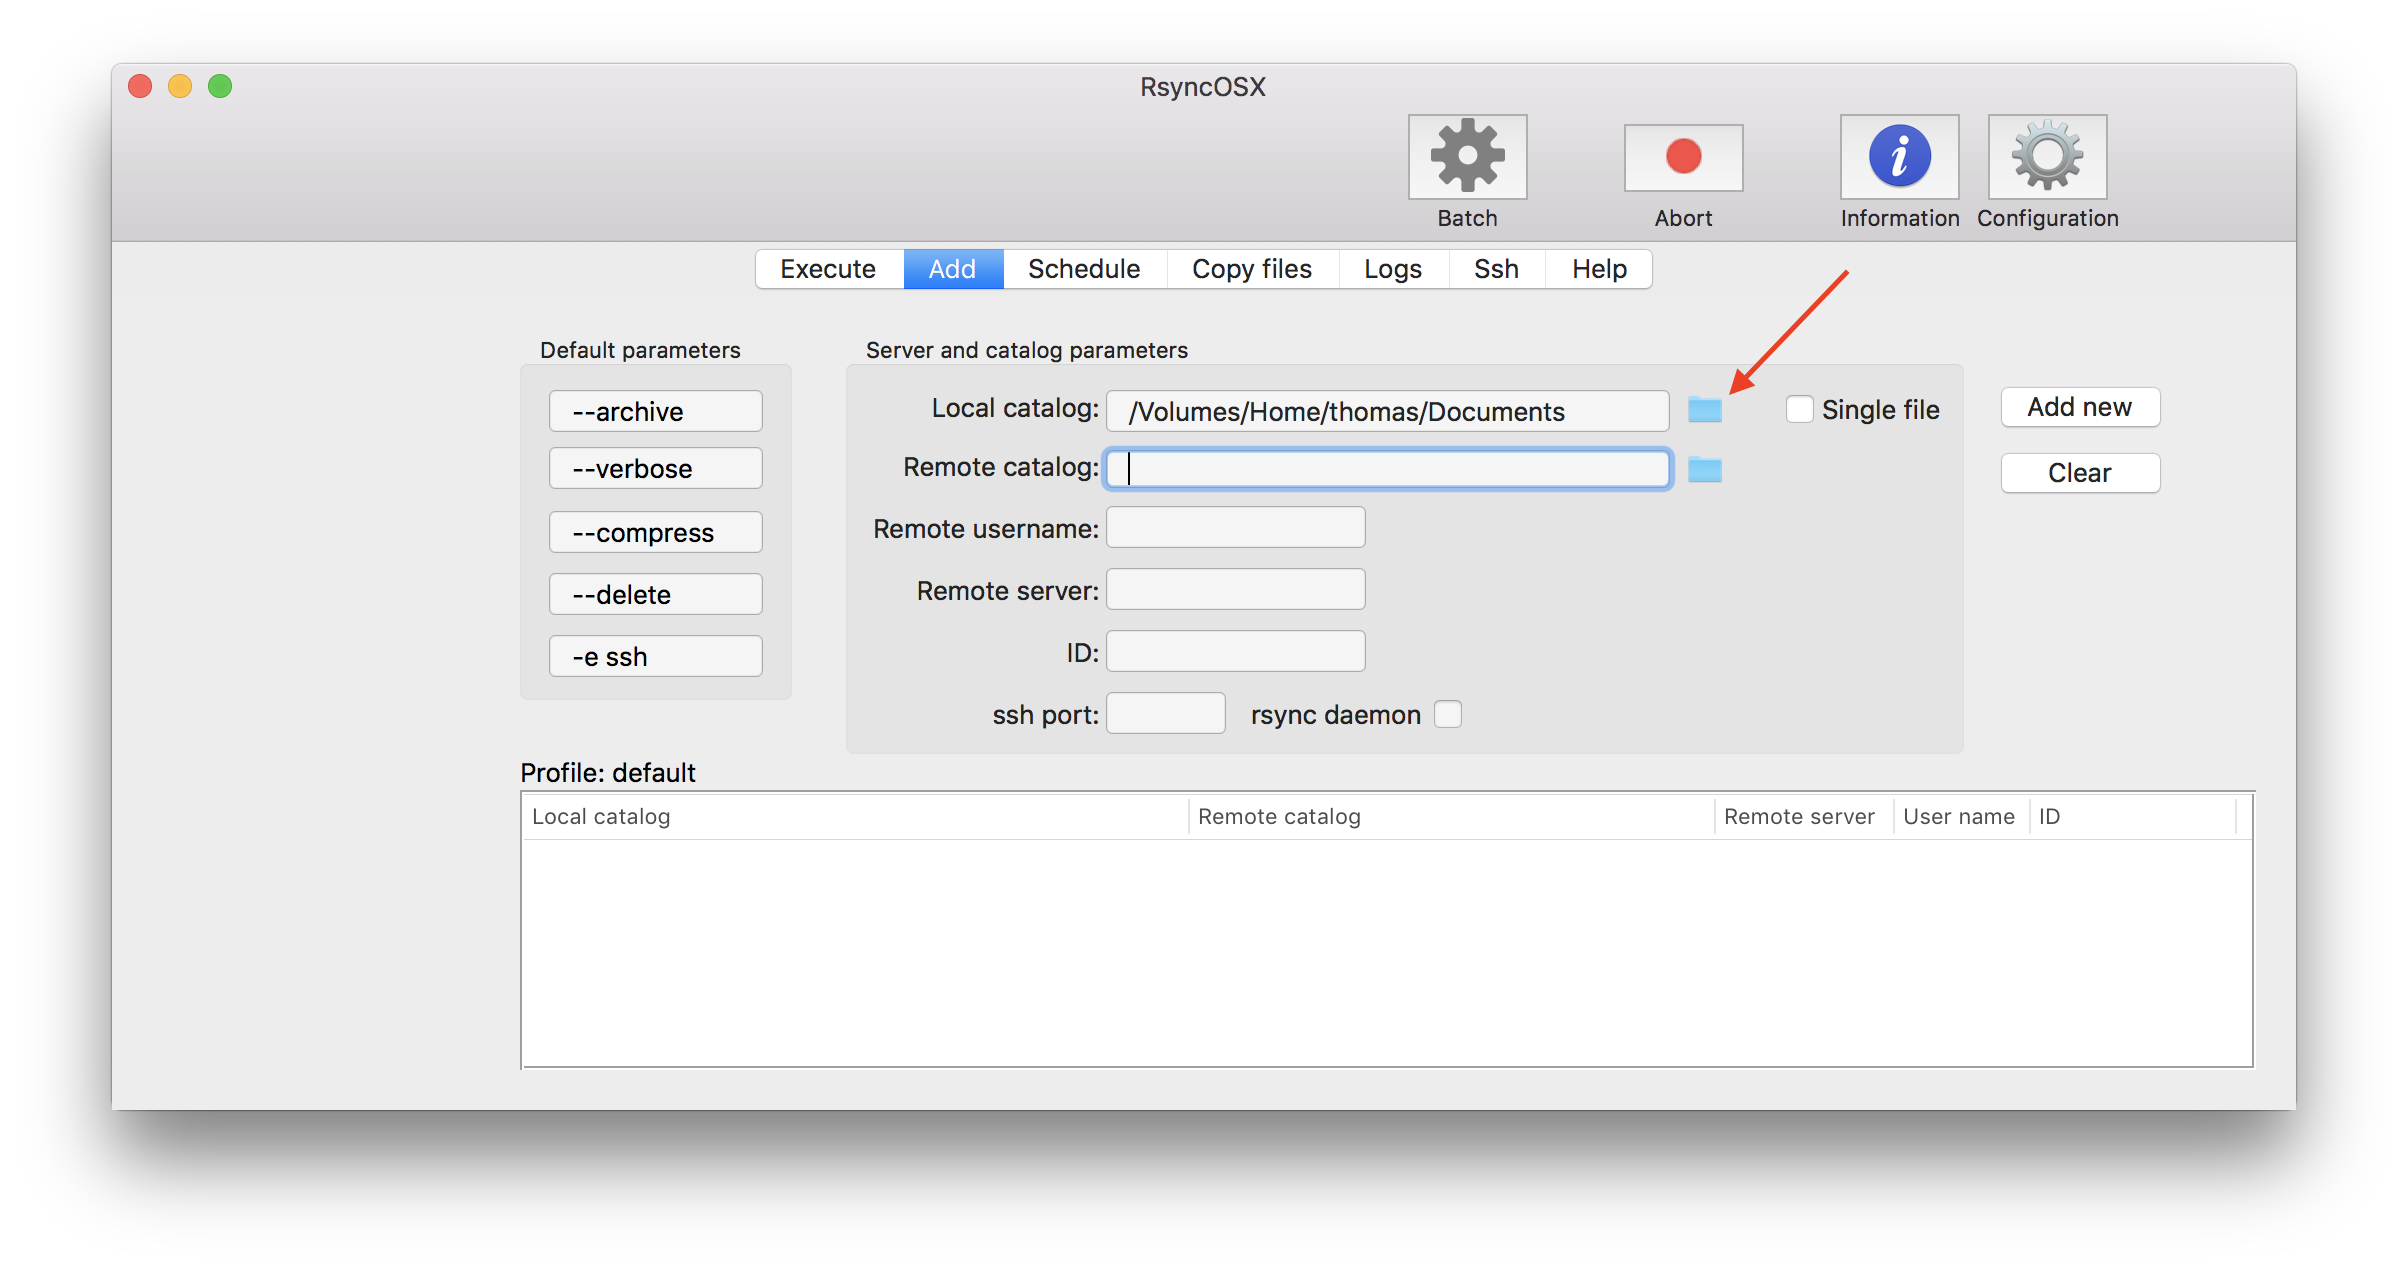 RsyncOSX
Batch
Abort
Information
Configuration
Execute
Add
Schedule
Copy files
Logs
Ssh
Help
Default parameters
--archive
--verbose
--compress
--delete
-e ssh
Server and catalog parameters
Local catalog: /Volumes/Home/thomas/Documents
Single file
Remote catalog:
Remote username:
Remote server:
ID:
ssh port:
rsync daemon
Add new
Clear
Profile: default
Local catalog
Remote catalog
Remote server
User name
ID